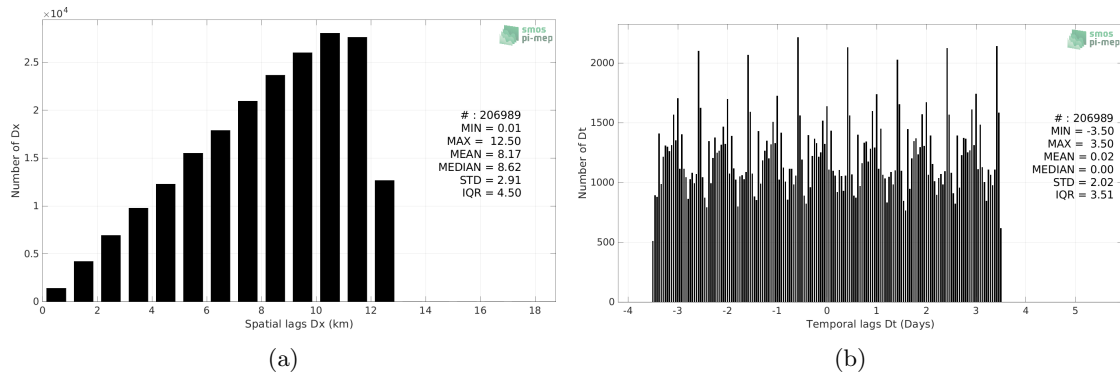 ×10⁴
2.5
2
1.5
1
0.5
0
Number of Dx
0 2 4 6 8 10 12 14 16 18
Spatial lags Dx (km)
smos
pi-mep
# : 206989
MIN = 0.01
MAX = 12.50
MEAN = 8.17
MEDIAN = 8.62
STD = 2.91
IQR = 4.50
(a)
2000
1500
1000
500
0
Number of Dt
-4 -3 -2 -1 0 1 2 3 4 5
Temporal lags Dt (Days)
smos
pi-mep
# : 206989
MIN = -3.50
MAX = 3.50
MEAN = 0.02
MEDIAN = 0.00
STD = 2.02
IQR = 3.51
(b)